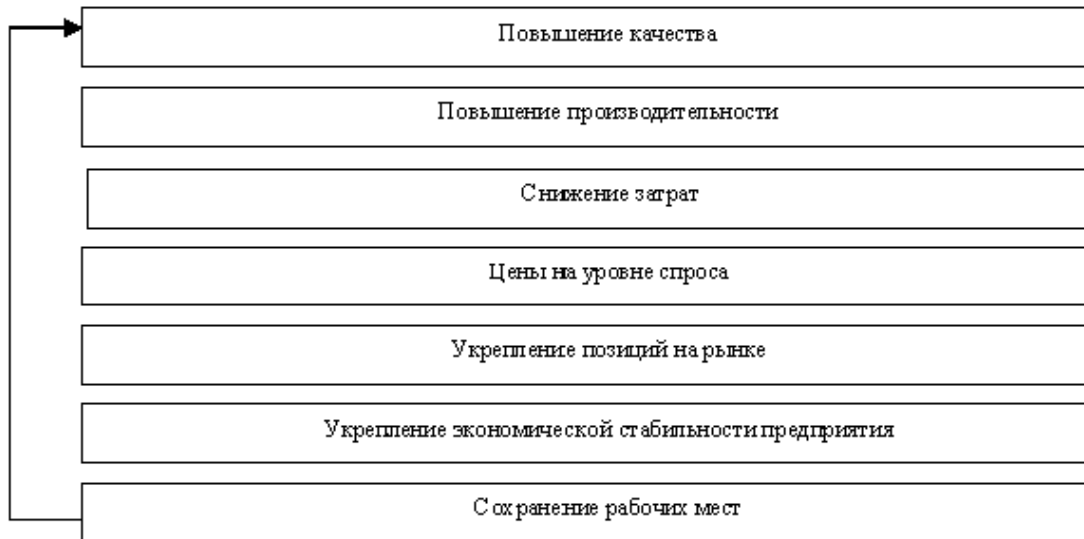 Повышение качества
Повышение производительности
Снижение затрат
Цены на уровне спроса
Укрепление позиций на рынке
Укрепление экономической стабильности предприятия
Сохранение рабочих мест